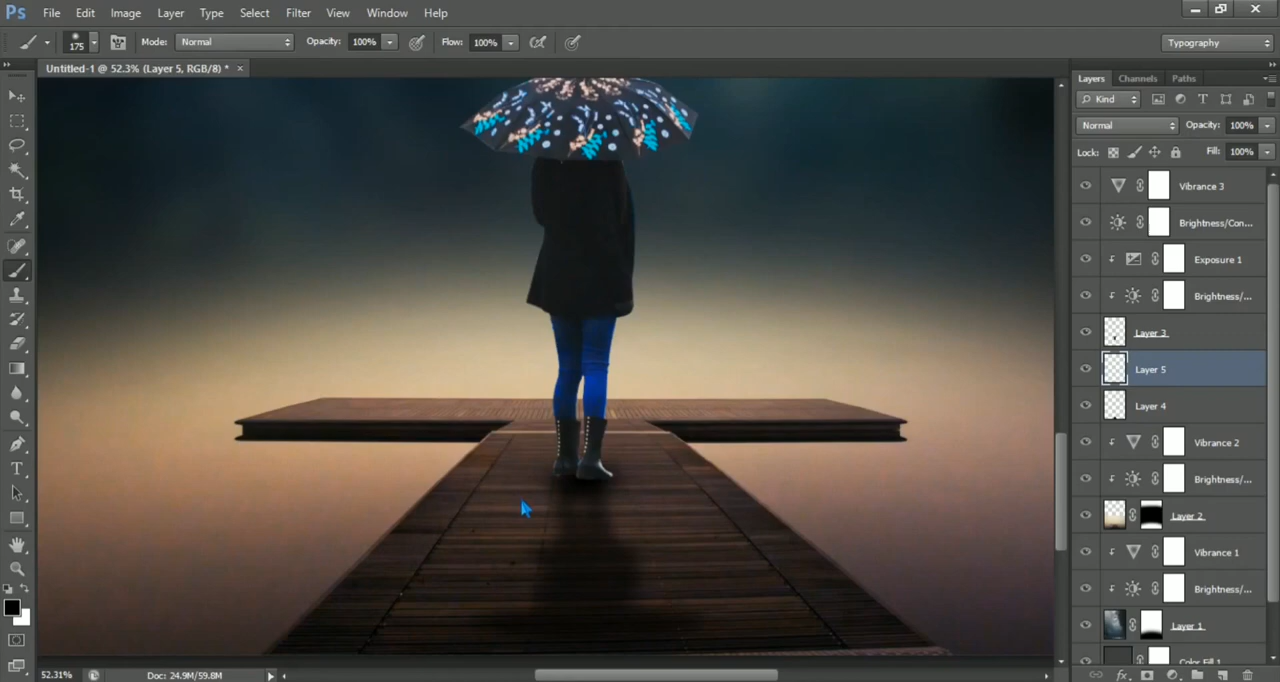 Ps File Edit Image Layer Type Select Filter View Window Help
175 Mode: Normal Opacity: 100% Flow: 100% Typography
Untitled-1 @ 52.3% (Layer 5, RGB/8) * ×
Layers Channels Paths
Kind
Normal Opacity: 100%
Lock: Fill: 100%
Vibrance 3
Brightness/Con...
Exposure 1
Brightness/...
Layer 3
Layer 5
Layer 4
Vibrance 2
Brightness/...
Layer 2
Vibrance 1
Brightness/...
Layer 1
Color Fill 1
52.31% Doc: 24.9M/59.8M